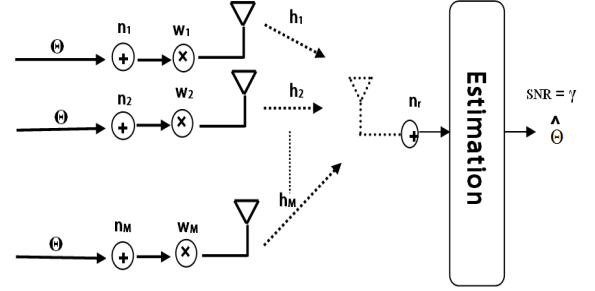 Θ n₁ + w₁ × h₁
Θ n₂ + w₂ × h₂
Θ nM + wM × hM
nr +
Estimation
SNR = γ
Θ̂